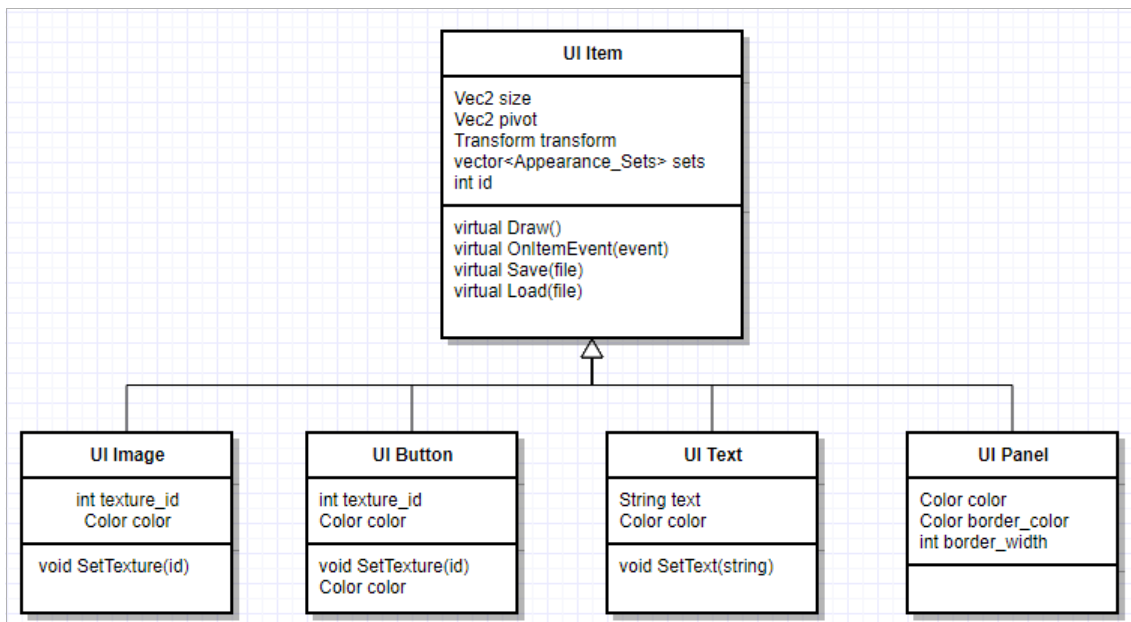 UI Item
Vec2 size
Vec2 pivot
Transform transform
vector<Appearance_Sets> sets
int id
virtual Draw()
virtual OnItemEvent(event)
virtual Save(file)
virtual Load(file)
UI Image
int texture_id
Color color
void SetTexture(id)
UI Button
int texture_id
Color color
void SetTexture(id)
Color color
UI Text
String text
Color color
void SetText(string)
UI Panel
Color color
Color border_color
int border_width